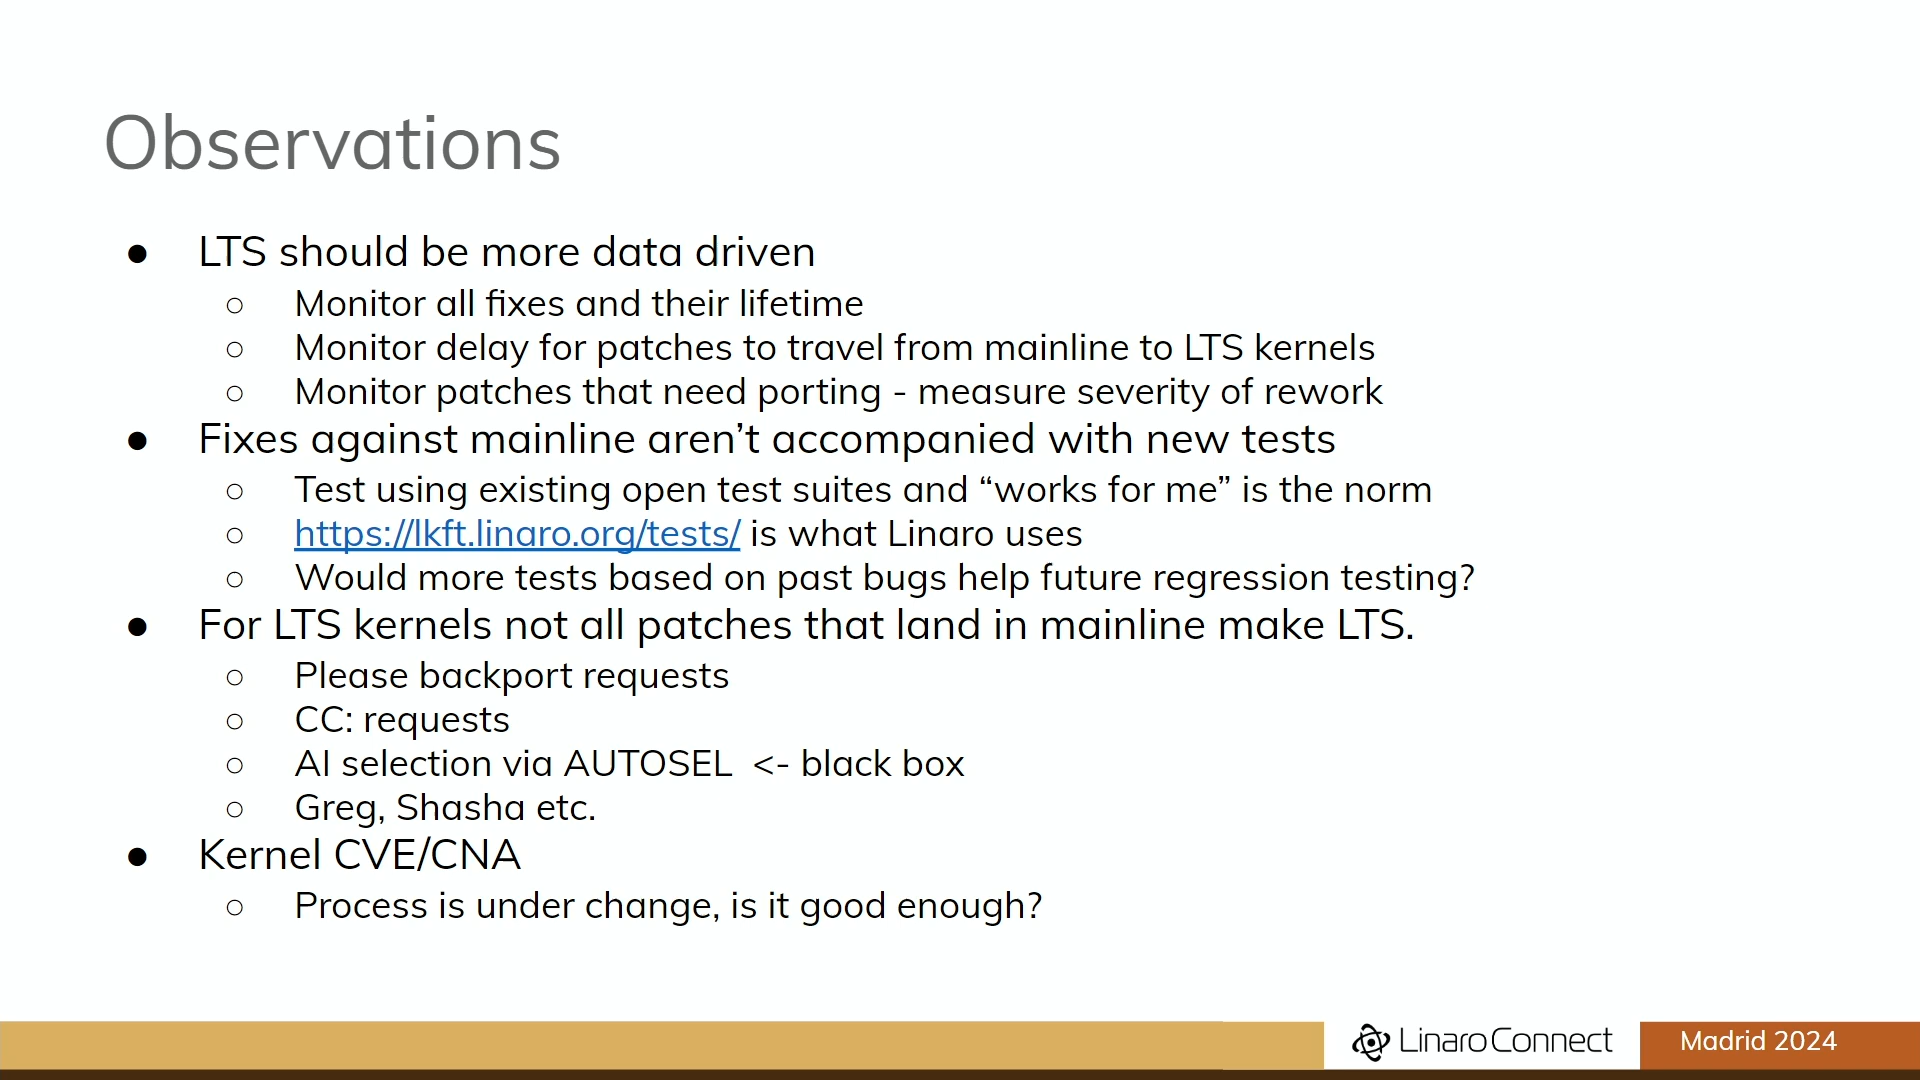 Observations
● LTS should be more data driven
○ Monitor all fixes and their lifetime
○ Monitor delay for patches to travel from mainline to LTS kernels
○ Monitor patches that need porting - measure severity of rework
● Fixes against mainline aren’t accompanied with new tests
○ Test using existing open test suites and “works for me” is the norm
○ https://lkft.linaro.org/tests/ is what Linaro uses
○ Would more tests based on past bugs help future regression testing?
● For LTS kernels not all patches that land in mainline make LTS.
○ Please backport requests
○ CC: requests
○ AI selection via AUTOSEL <- black box
○ Greg, Shasha etc.
● Kernel CVE/CNA
○ Process is under change, is it good enough?
Linaro Connect
Madrid 2024